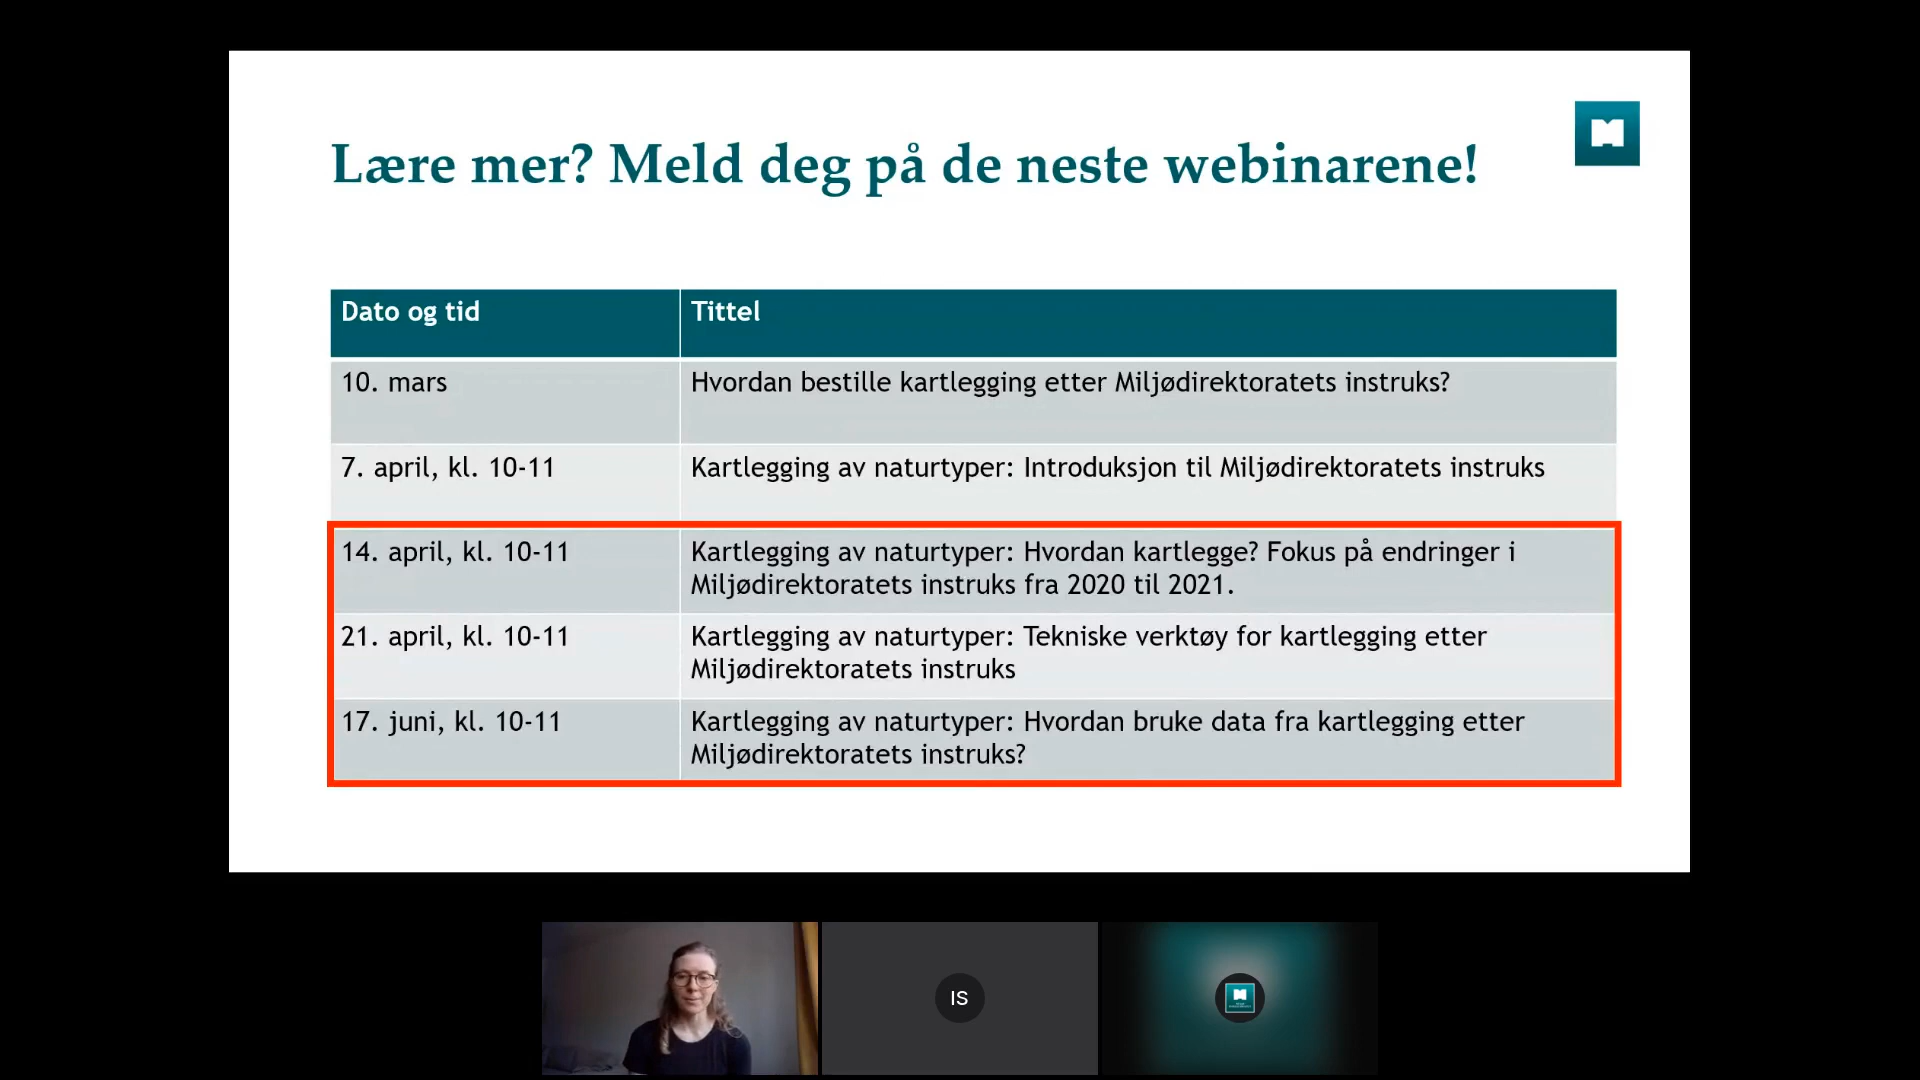 Lære mer? Meld deg på de neste webinarene!
Dato og tid
Tittel
10. mars
Hvordan bestille kartlegging etter Miljødirektoratets instruks?
7. april, kl. 10-11
Kartlegging av naturtyper: Introduksjon til Miljødirektoratets instruks
14. april, kl. 10-11
Kartlegging av naturtyper: Hvordan kartlegge? Fokus på endringer i
Miljødirektoratets instruks fra 2020 til 2021.
21. april, kl. 10-11
Kartlegging av naturtyper: Tekniske verktøy for kartlegging etter
Miljødirektoratets instruks
17. juni, kl. 10-11
Kartlegging av naturtyper: Hvordan bruke data fra kartlegging etter
Miljødirektoratets instruks?
IS